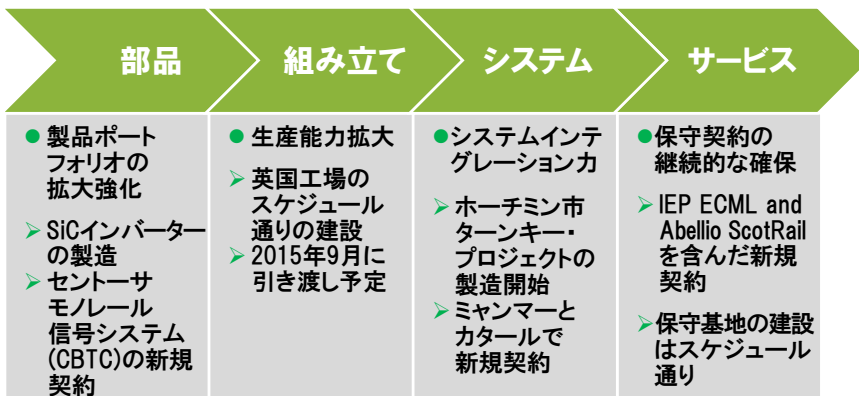 部品
組み立て
システム
サービス
● 製品ポート
フォリオの
拡大強化
➢ SiCインバーター
の製造
➢ セントーサ
モノレール
信号システム
(CBTC)の新規
契約
● 生産能力拡大
➢ 英国工場の
スケジュール
通りの建設
➢ 2015年9月に
引き渡し予定
●システムインテ
グレーション力
➢ ホーチミン市
ターンキー・
プロジェクトの
製造開始
➢ ミャンマーと
カタールで
新規契約
●保守契約の
継続的な確保
➢ IEP ECML and
Abellio ScotRail
を含んだ新規
契約
➢保守基地の建設
はスケジュール
通り